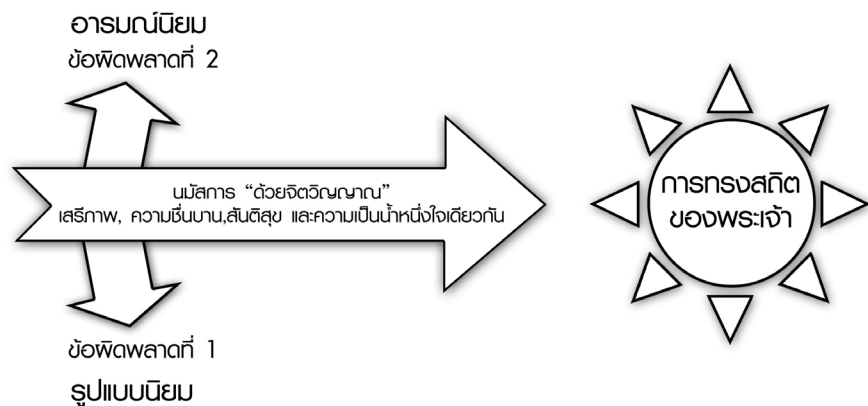 อารมณ์นิยม
ข้อผิดพลาดที่ 2
นมัสการ “ด้วยจิตวิญญาณ”
เสรีภาพ, ความชื่นบาน,สันติสุข และความเป็นน้ำหนึ่งใจเดียวกัน
การทรงสถิต
ของพระเจ้า
ข้อผิดพลาดที่ 1
รูปแบบนิยม